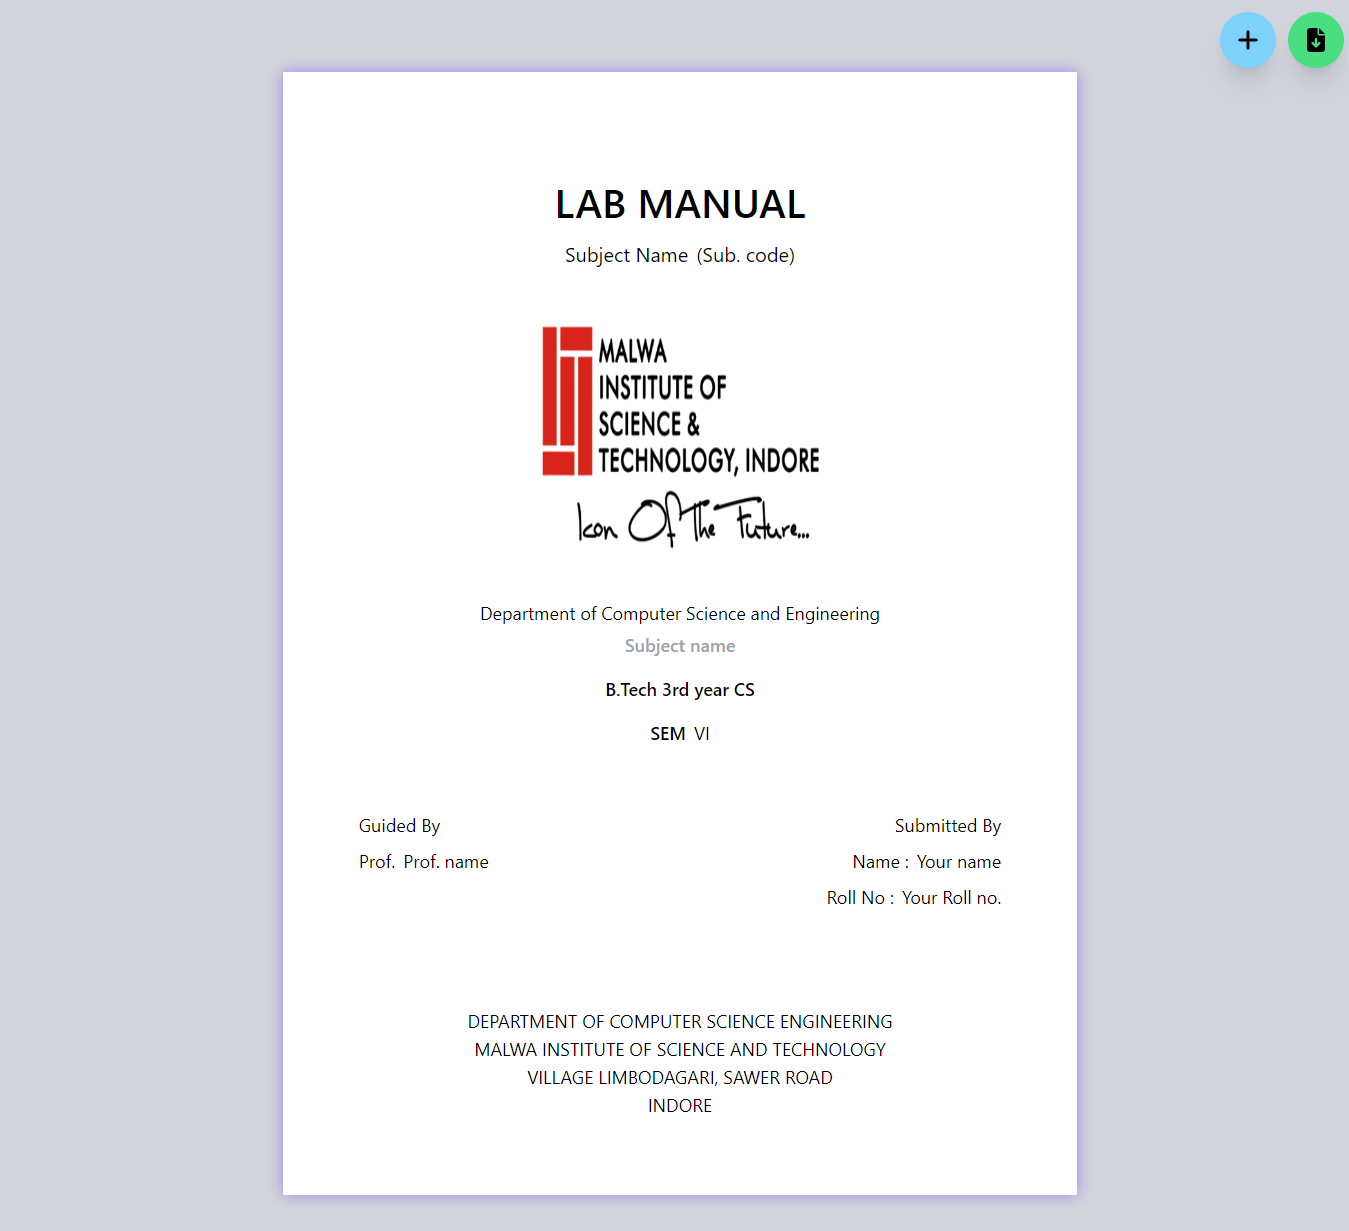 LAB MANUAL
Subject Name (Sub. code)
MALWA
INSTITUTE OF
SCIENCE &
TECHNOLOGY, INDORE
Icon Of The Future...
Department of Computer Science and Engineering
Subject name
B.Tech 3rd year CS
SEM VI
Guided By
Submitted By
Prof. Prof. name
Name : Your name
Roll No : Your Roll no.
DEPARTMENT OF COMPUTER SCIENCE ENGINEERING
MALWA INSTITUTE OF SCIENCE AND TECHNOLOGY
VILLAGE LIMBODAGARI, SAWER ROAD
INDORE